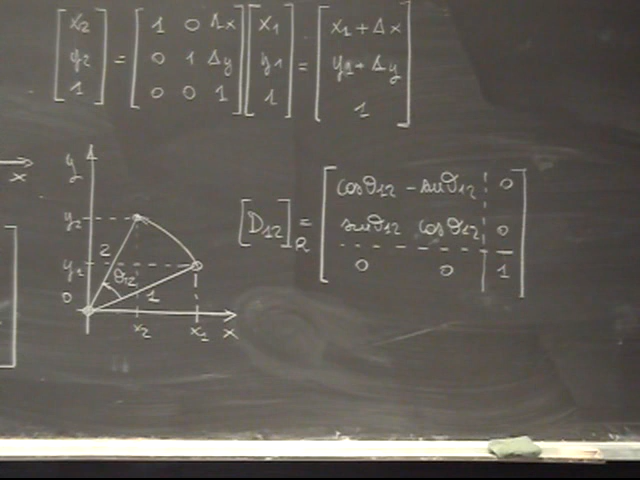 [x2] = [1 0 Δx] [x1] = [x1 + Δx]
[y2] [0 1 Δy] [y1] [y1 + Δy]
[1] [0 0 1] [1] [1]
x
y
y2
2
y1
ϑ12
1
0
x2 x1 x
[D12]R = [cosϑ12 -sinϑ12 0]
[sinϑ12 cosϑ12 0]
[0 0 1]